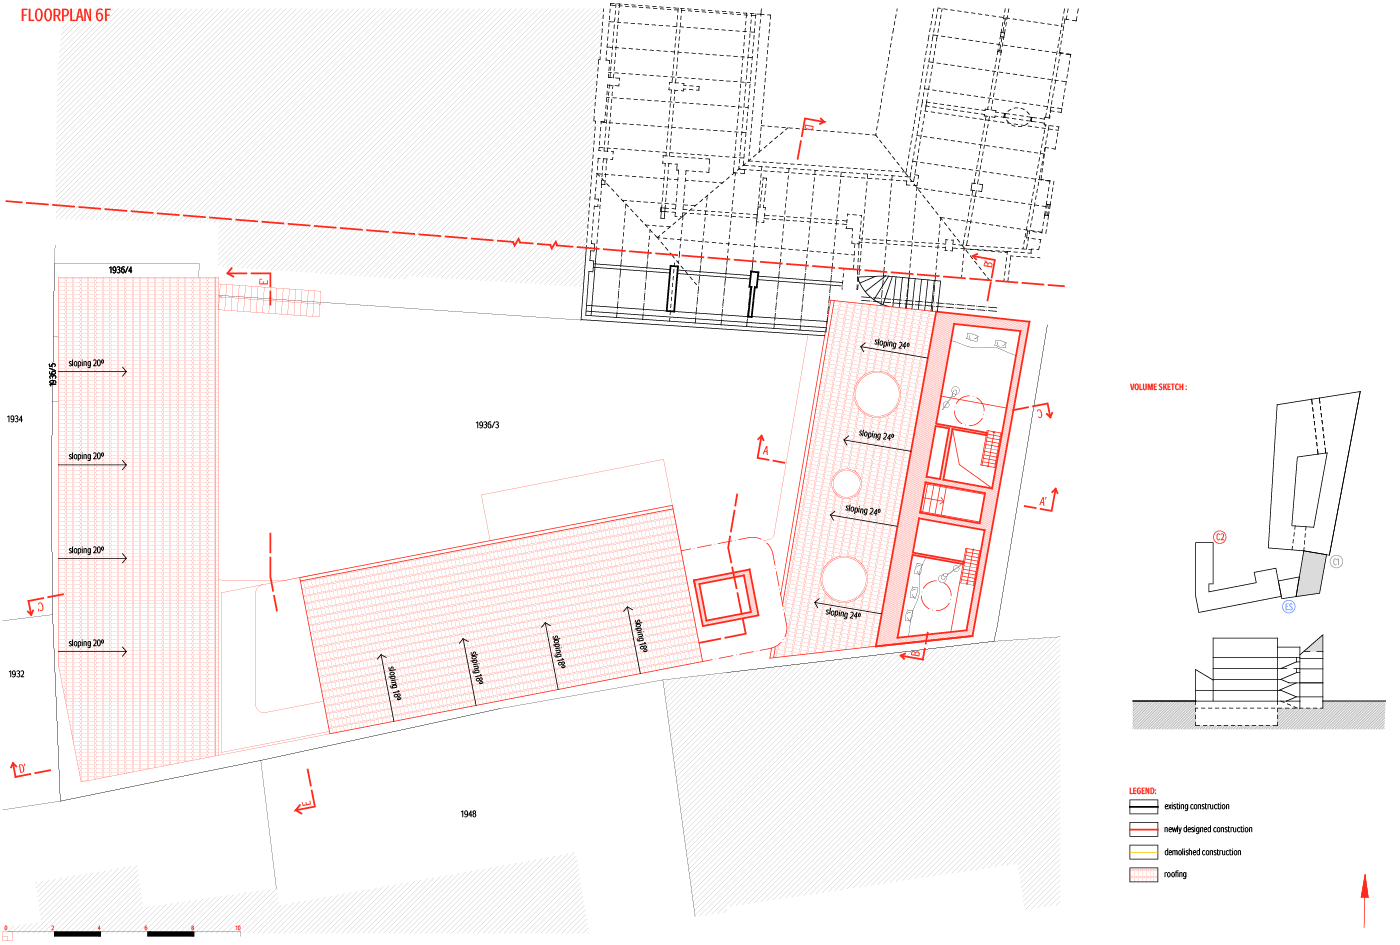 FLOORPLAN 6F
D
B'
1936/4
E'
sloping 24º
sloping 20º
1936/5
VOLUME SKETCH :
C'
1934
1936/3
sloping 24º
A
sloping 20º
A'
sloping 24º
C2
sloping 20º
C1
C
ES
sloping 24º
sloping 20º
sloping 18º
sloping 18º
sloping 18º
sloping 18º
B
1932
D'
LEGEND:
E
existing construction
1948
newly designed construction
demolished construction
roofing
0 2 4 6 8 10